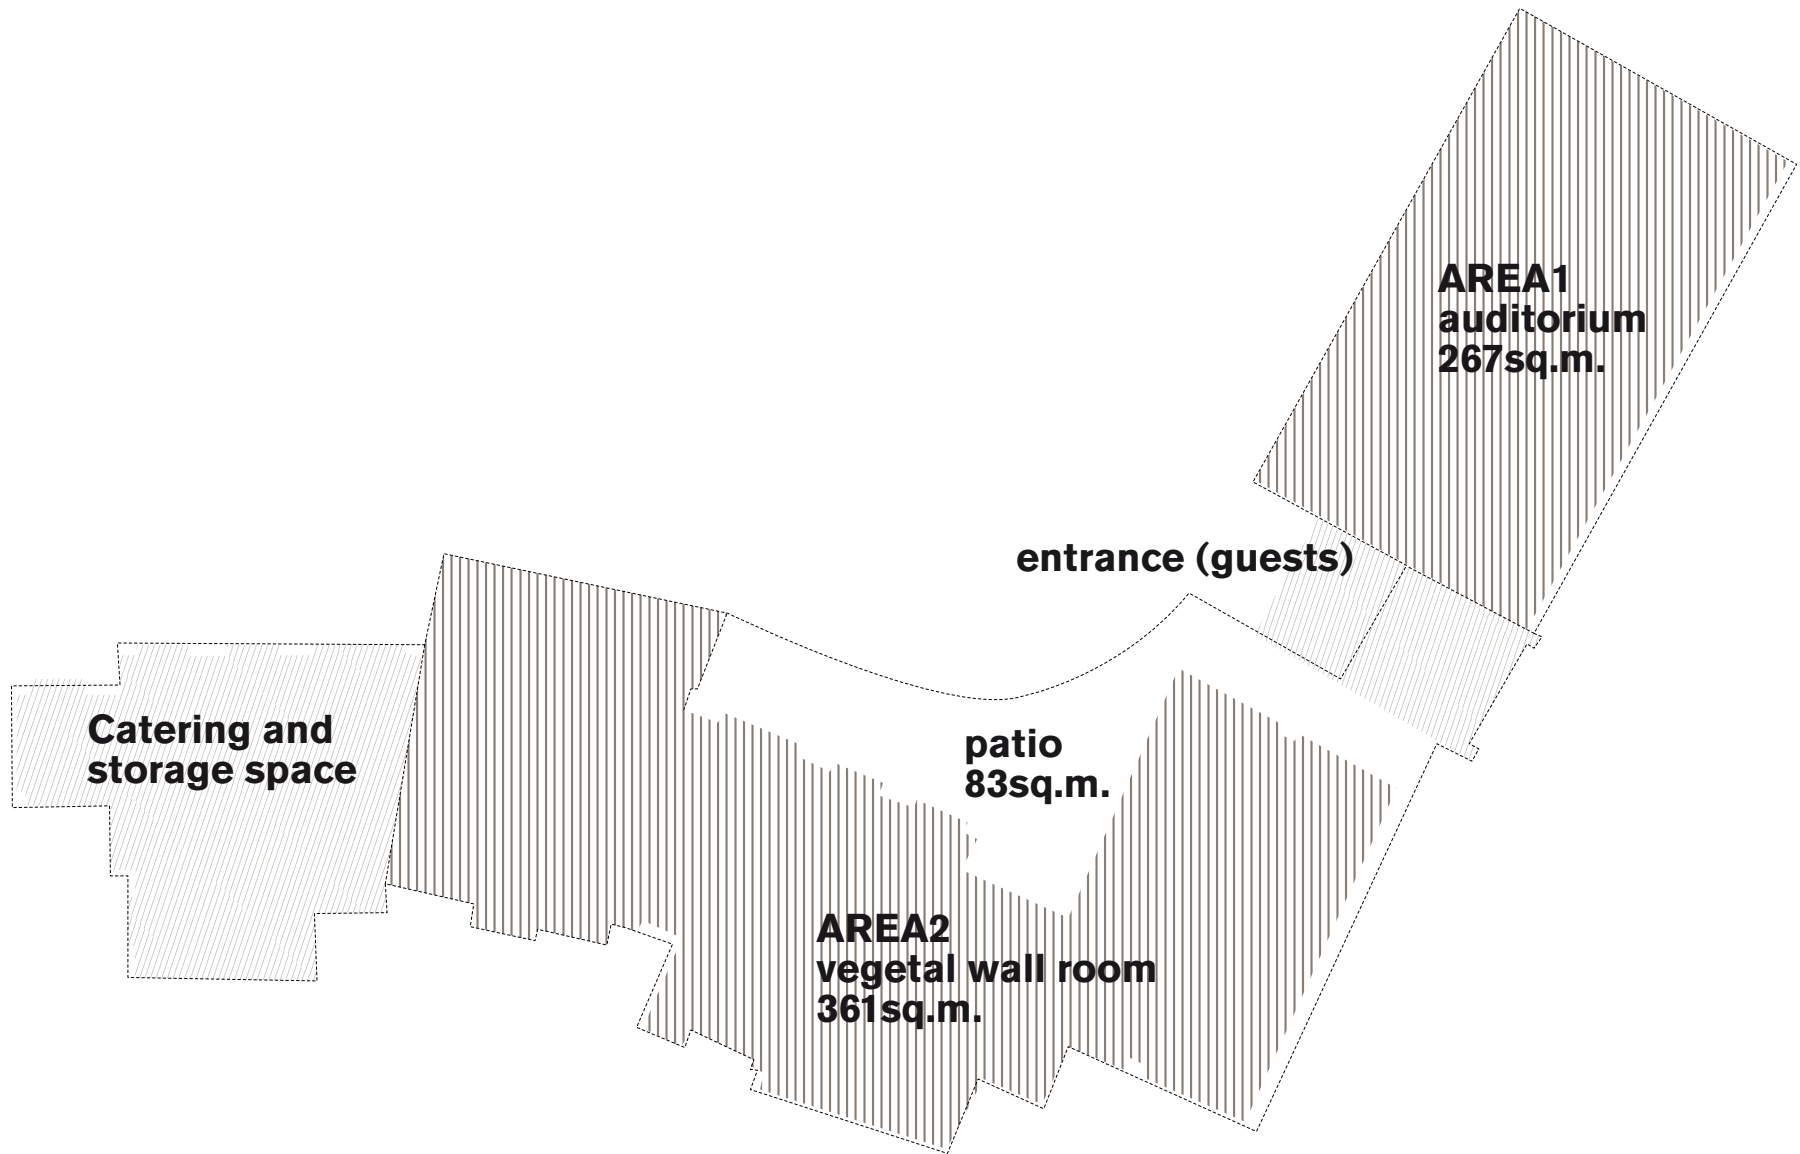 AREA1
auditorium
267sq.m.
entrance (guests)
Catering and
storage space
patio
83sq.m.
AREA2
vegetal wall room
361sq.m.